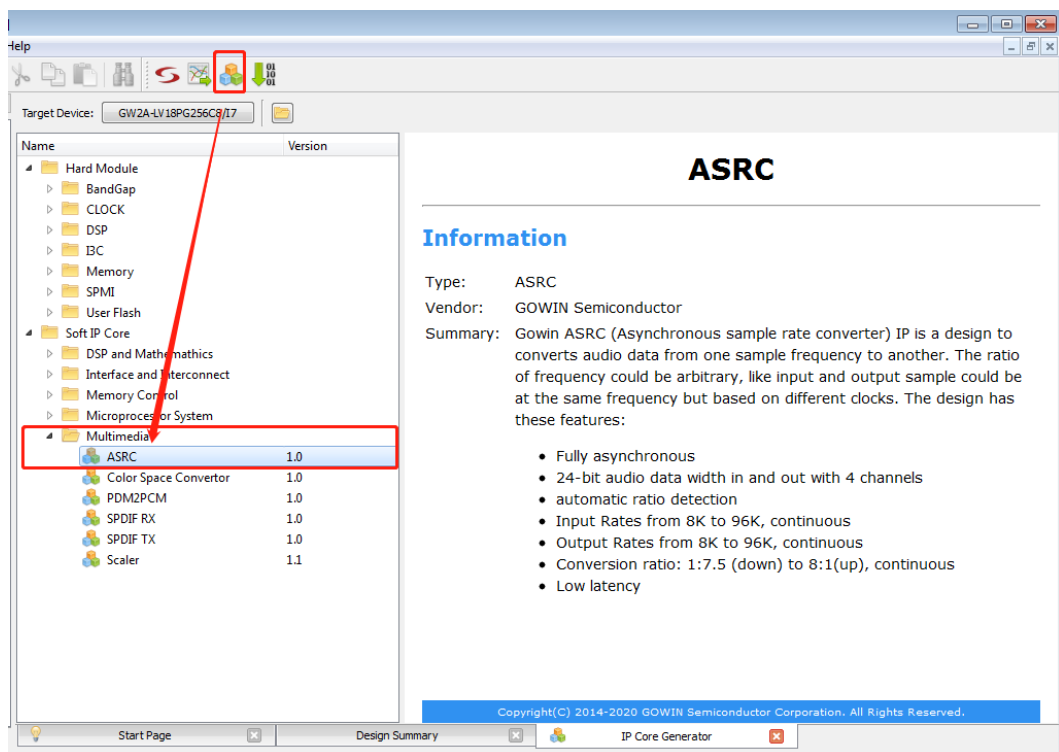 Help
01
10
01
Target Device: GW2A-LV18PG256C8/I7
Name Version
Hard Module
BandGap
CLOCK
DSP
I3C
Memory
SPMI
User Flash
Soft IP Core
DSP and Mathemathics
Interface and Interconnect
Memory Control
Microprocessor System
Multimedia
ASRC 1.0
Color Space Convertor 1.0
PDM2PCM 1.0
SPDIF RX 1.0
SPDIF TX 1.0
Scaler 1.1
ASRC
Information
Type: ASRC
Vendor: GOWIN Semiconductor
Summary: Gowin ASRC (Asynchronous sample rate converter) IP is a design to
converts audio data from one sample frequency to another. The ratio
of frequency could be arbitrary, like input and output sample could be
at the same frequency but based on different clocks. The design has
these features:
• Fully asynchronous
• 24-bit audio data width in and out with 4 channels
• automatic ratio detection
• Input Rates from 8K to 96K, continuous
• Output Rates from 8K to 96K, continuous
• Conversion ratio: 1:7.5 (down) to 8:1(up), continuous
• Low latency
Copyright(C) 2014-2020 GOWIN Semiconductor Corporation. All Rights Reserved.
Start Page Design Summary IP Core Generator